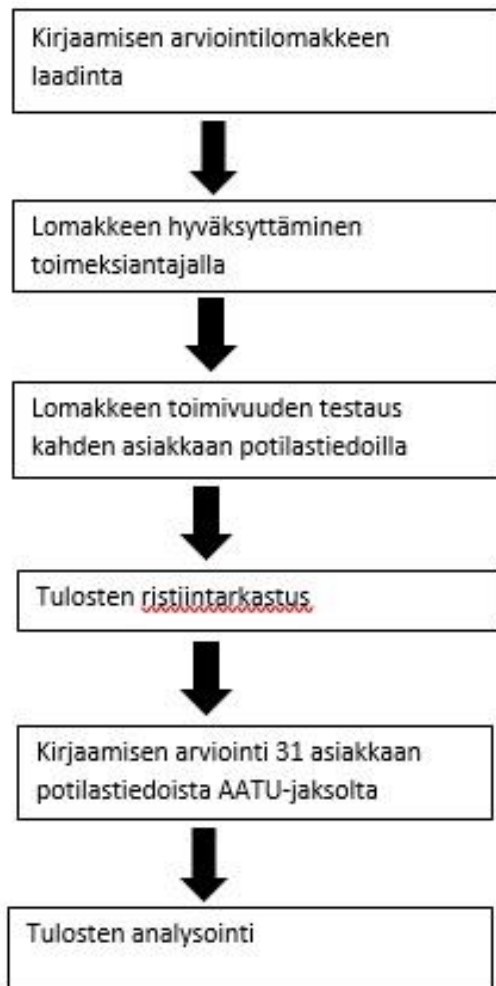 Kirjaamisen arviointilomakkeen
laadinta
Lomakkeen hyväksyttäminen
toimeksiantajalla
Lomakkeen toimivuuden testaus
kahden asiakkaan potilastiedoilla
Tulosten ristiintarkastus
Kirjaamisen arviointi 31 asiakkaan
potilastiedoista AATU-jaksolta
Tulosten analysointi